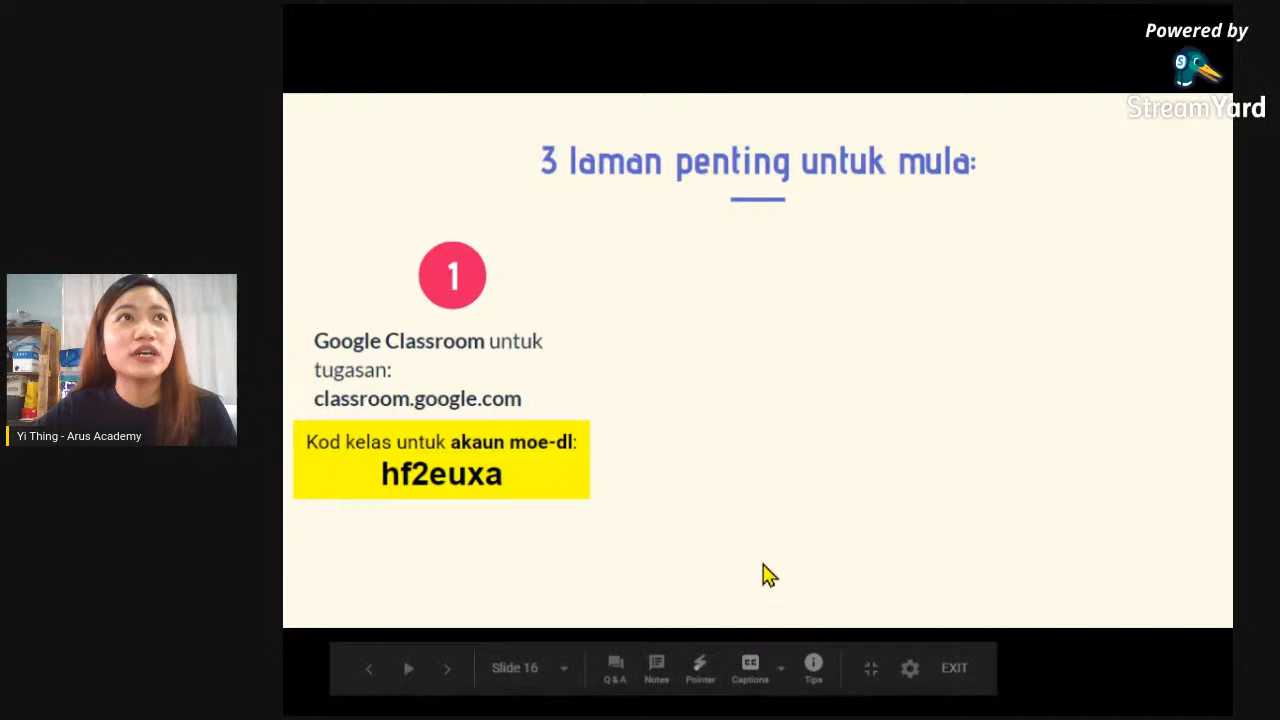 Powered by
StreamYard
3 laman penting untuk mula:
1
Google Classroom untuk
tugasan:
classroom.google.com
Kod kelas untuk akaun moe-dl:
hf2euxa
Yi Thing - Arus Academy
Slide 16
Q & A
Notes
Pointer
CC
Captions
Tips
EXIT